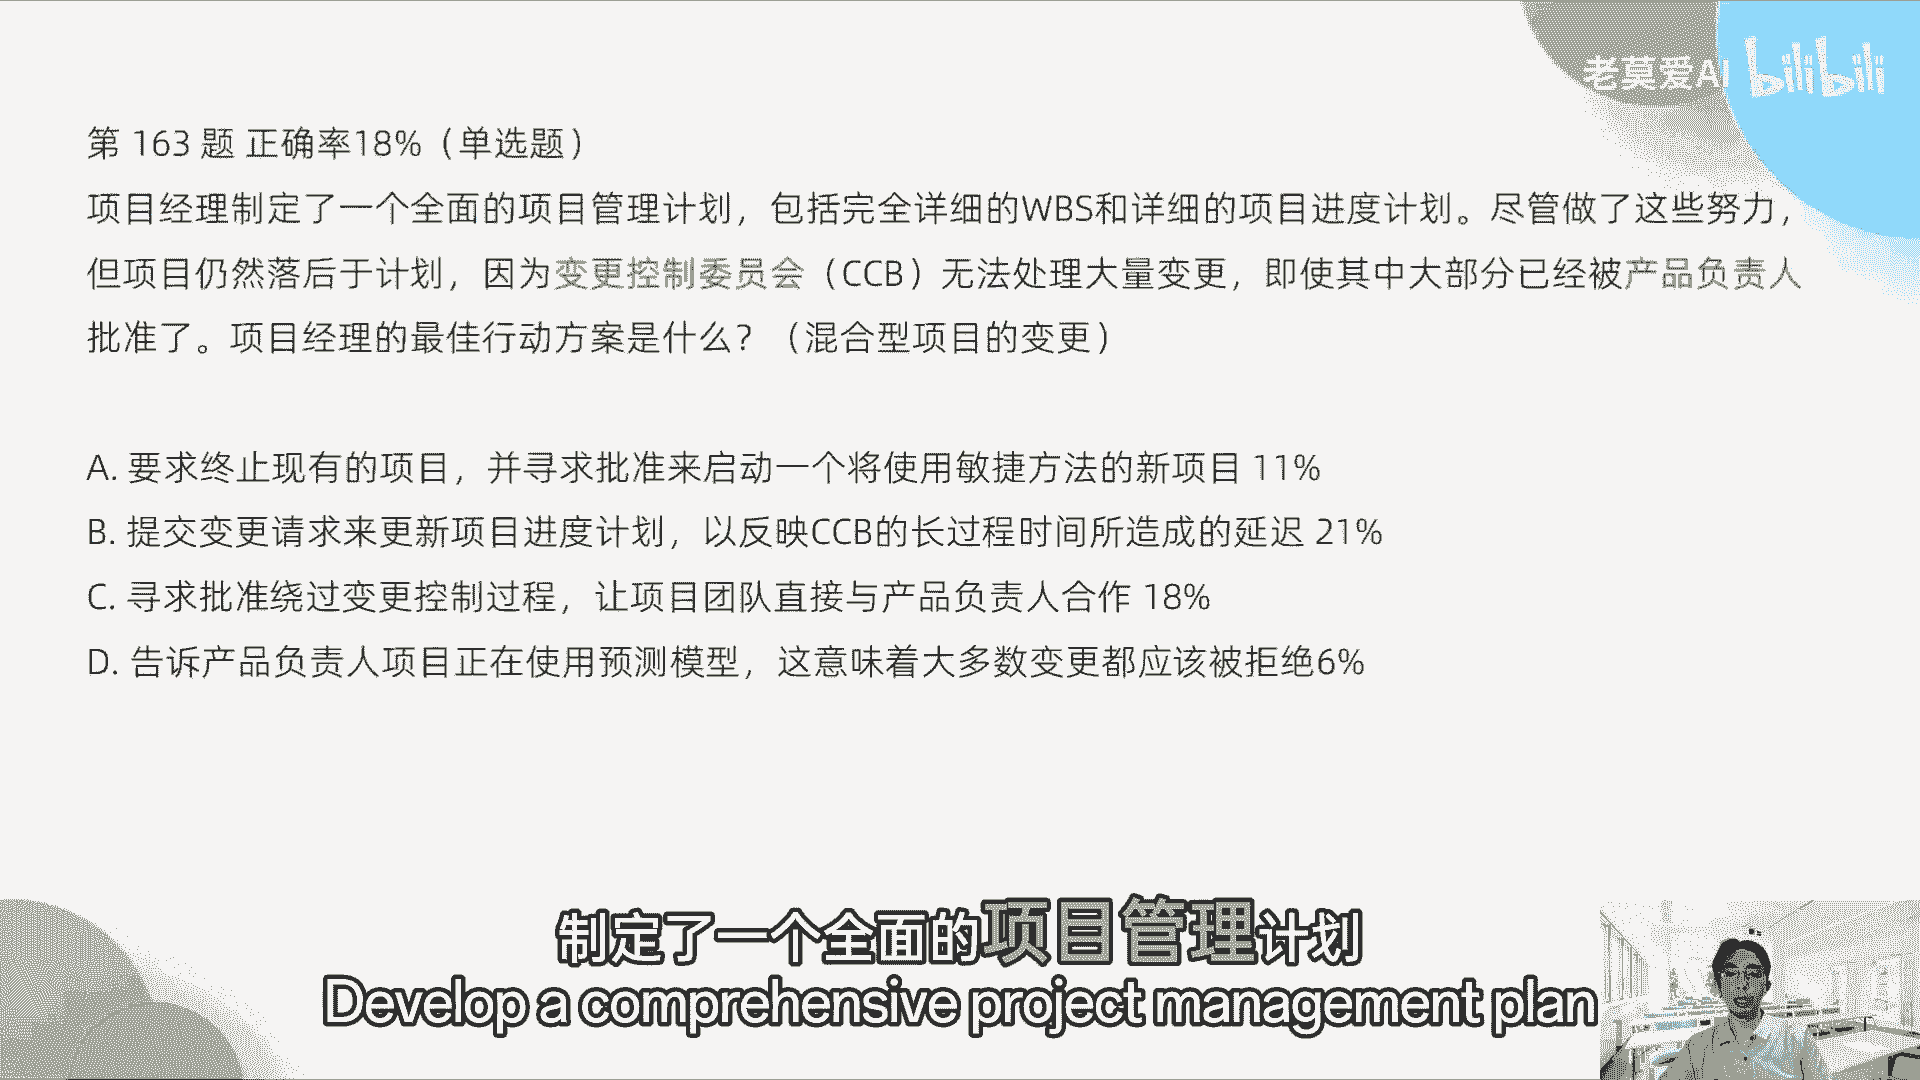 老莫爱AI bilibili
第 163 题 正确率18%（单选题）
项目经理制定了一个全面的项目管理计划，包括完全详细的WBS和详细的项目进度计划。尽管做了这些努力，
但项目仍然落后于计划，因为变更控制委员会（CCB）无法处理大量变更，即使其中大部分已经被产品负责人
批准了。项目经理的最佳行动方案是什么？（混合型项目的变更）
A. 要求终止现有的项目，并寻求批准来启动一个将使用敏捷方法的新项目 11%
B. 提交变更请求来更新项目进度计划，以反映CCB的长过程时间所造成的延迟 21%
C. 寻求批准绕过变更控制过程，让项目团队直接与产品负责人合作 18%
D. 告诉产品负责人项目正在使用预测模型，这意味着大多数变更都应该被拒绝6%
制定了一个全面的项目管理计划
Develop a comprehensive project management plan